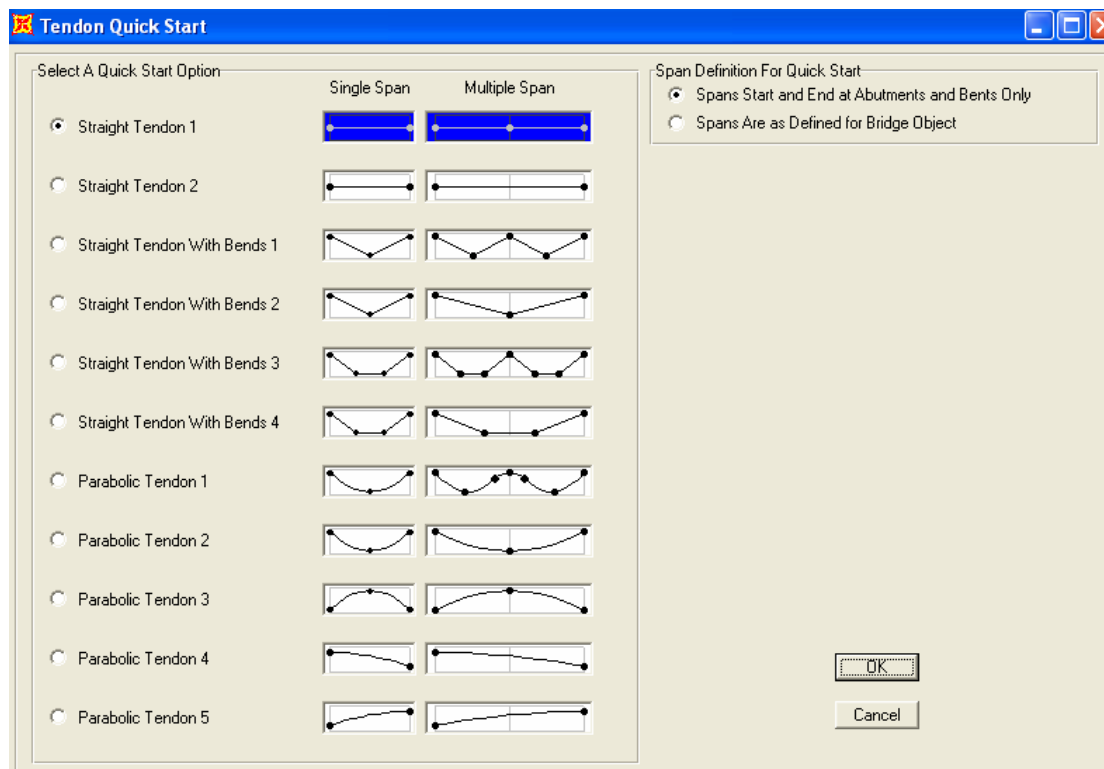 Tendon Quick Start
Select A Quick Start Option
Single Span Multiple Span
Straight Tendon 1
Straight Tendon 2
Straight Tendon With Bends 1
Straight Tendon With Bends 2
Straight Tendon With Bends 3
Straight Tendon With Bends 4
Parabolic Tendon 1
Parabolic Tendon 2
Parabolic Tendon 3
Parabolic Tendon 4
Parabolic Tendon 5
Span Definition For Quick Start
Spans Start and End at Abutments and Bents Only
Spans Are as Defined for Bridge Object
OK
Cancel